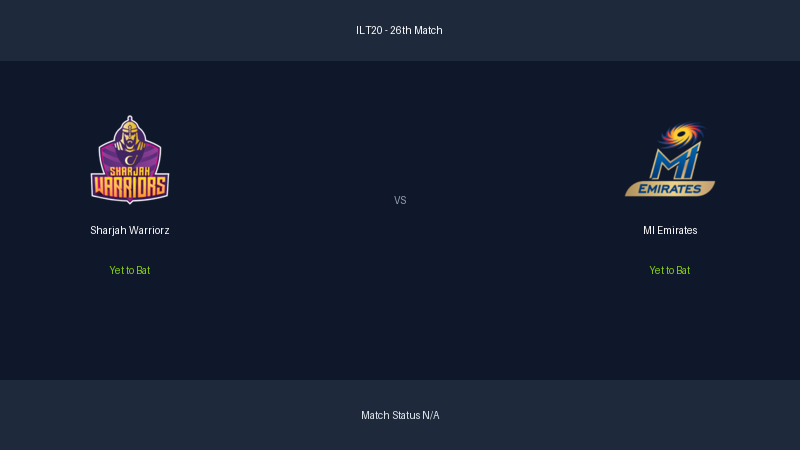 ILT20 - 26th Match
SHARJAH
WARRIORS
MI
EMIRATES
VS
Sharjah Warriorz
MI Emirates
Yet to Bat
Yet to Bat
Match Status N/A